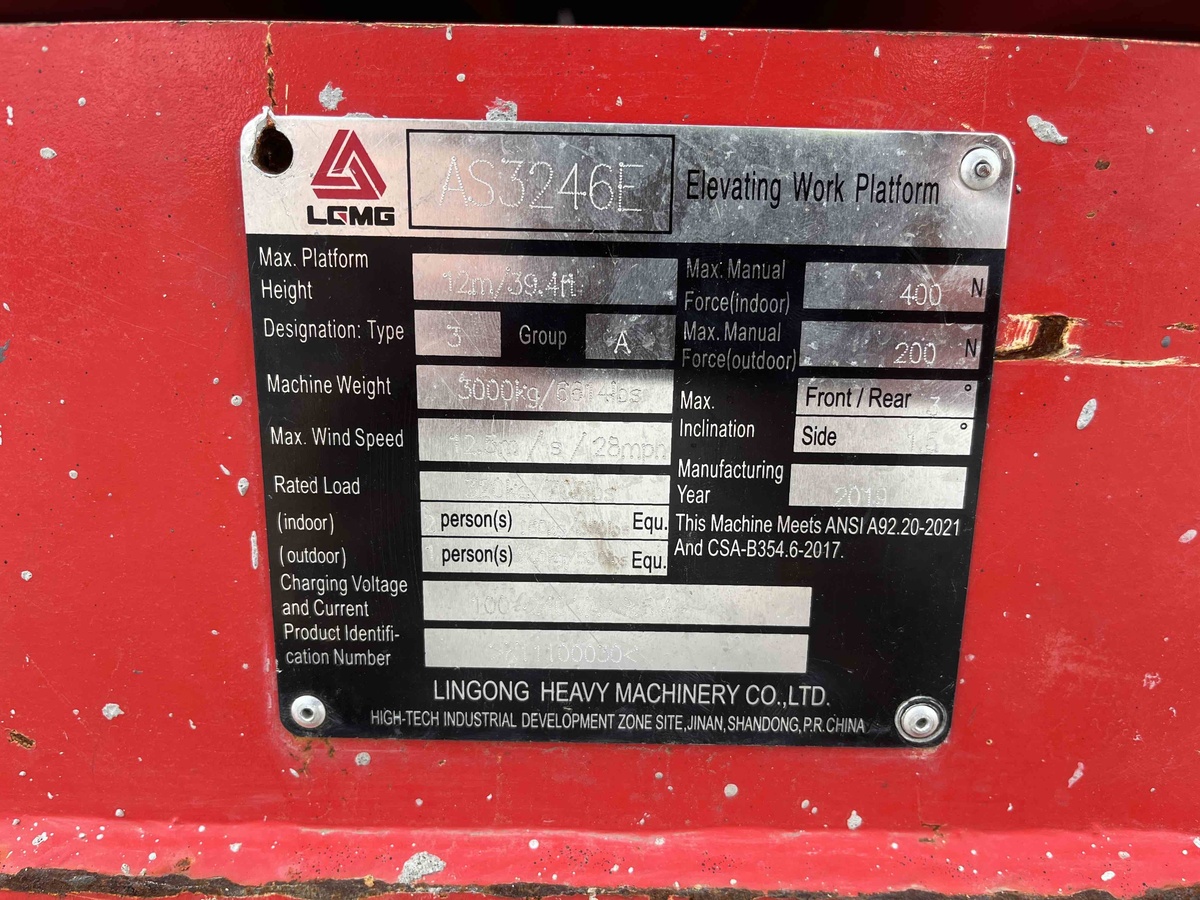 LGMG
AS3246E
Elevating Work Platform
Max. Platform Height
12m/39.4ft
Max. Manual Force(indoor)
400 N
Designation: Type
3
Group
A
Max. Manual Force(outdoor)
200 N
Machine Weight
3000kg/6614lbs
Max. Inclination
Front / Rear 3 °
Side 1.5 °
Max. Wind Speed
12.5m/s/28mph
Manufacturing Year
2019
Rated Load
(indoor)
person(s) Equ.
(outdoor)
person(s) Equ.
This Machine Meets ANSI A92.20-2021
And CSA-B354.6-2017.
Charging Voltage and Current
Product Identifi-
cation Number
LINGONG HEAVY MACHINERY CO.,LTD.
HIGH-TECH INDUSTRIAL DEVELOPMENT ZONE SITE,JINAN,SHANDONG,P.R.CHINA